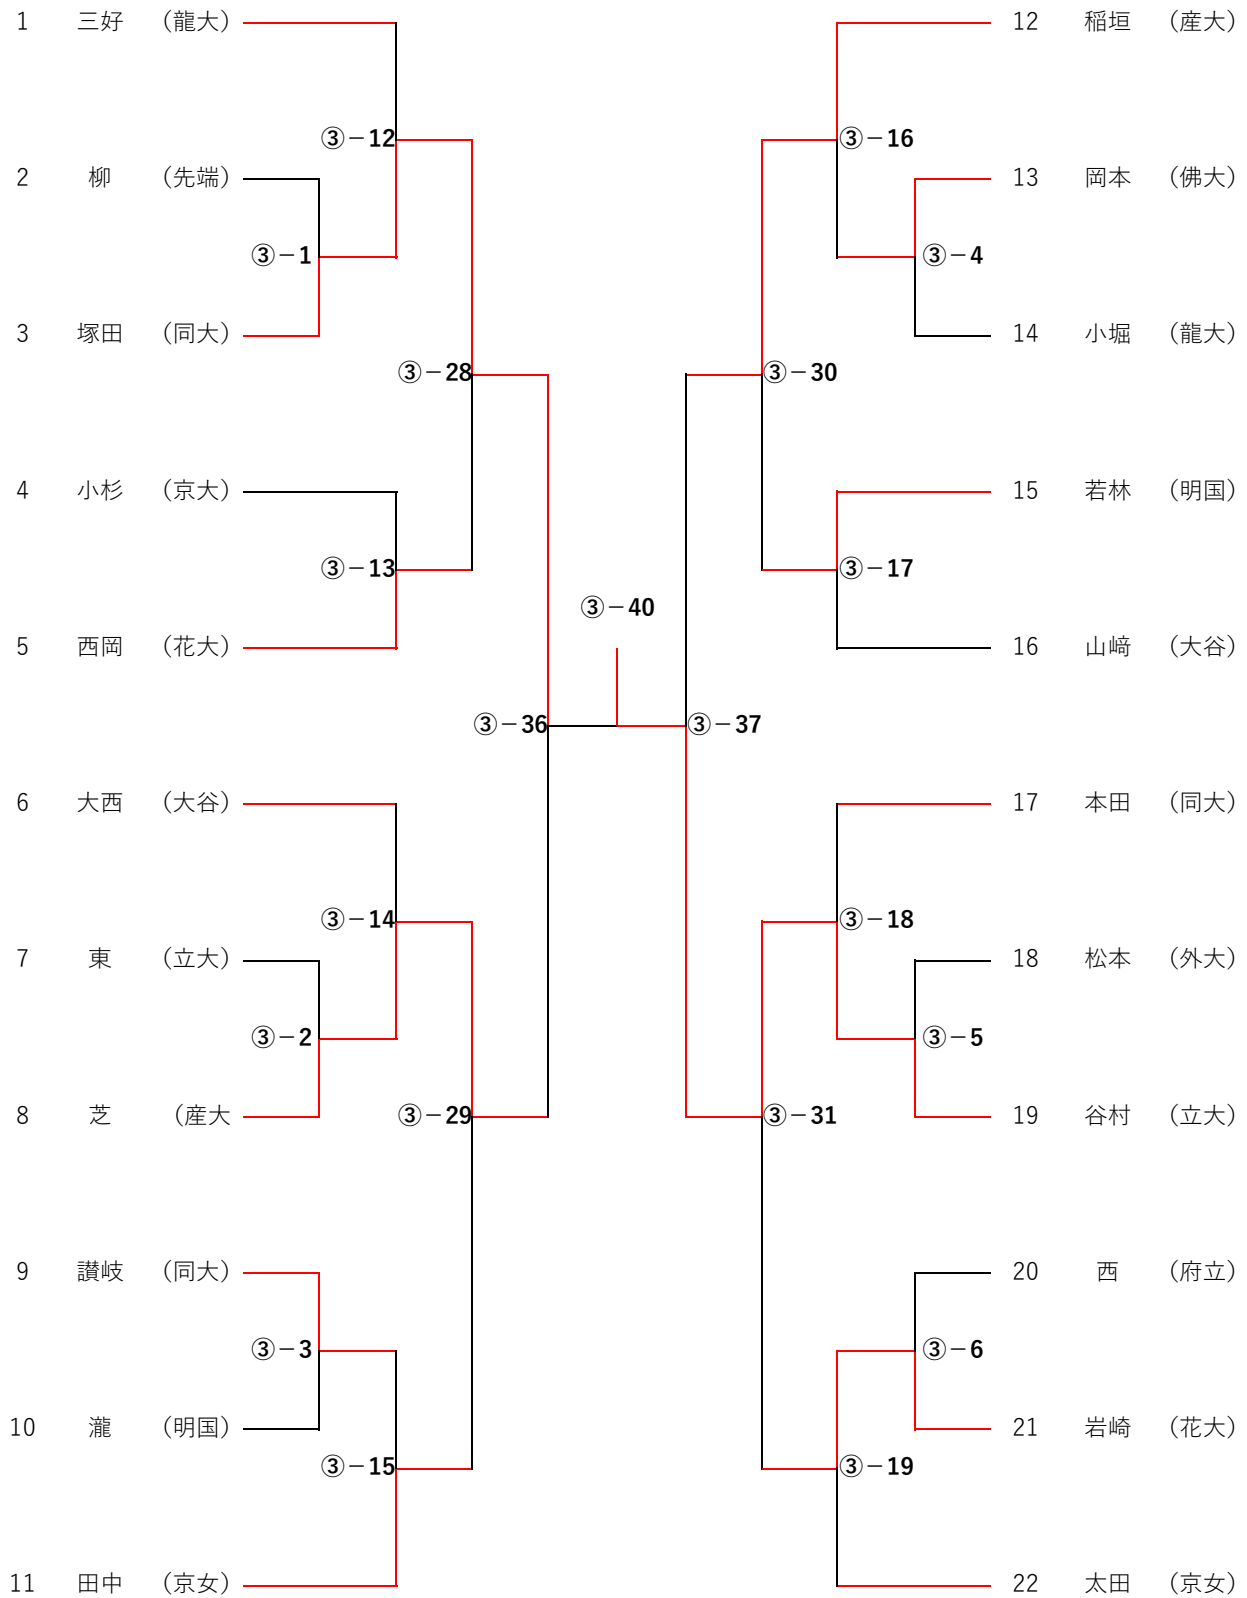 1 三好 （龍大）
12 稲垣 （産大）
③－12
③－16
2 柳 （先端）
13 岡本 （佛大）
③－1
③－4
3 塚田 （同大）
14 小堀 （龍大）
③－28
③－30
4 小杉 （京大）
15 若林 （明国）
③－13
③－17
③－40
5 西岡 （花大）
16 山﨑 （大谷）
③－36
③－37
6 大西 （大谷）
17 本田 （同大）
③－14
③－18
7 東 （立大）
18 松本 （外大）
③－2
③－5
8 芝 （産大
③－29
③－31
19 谷村 （立大）
9 讃岐 （同大）
20 西 （府立）
③－3
③－6
10 瀧 （明国）
21 岩崎 （花大）
③－15
③－19
11 田中 （京女）
22 太田 （京女）